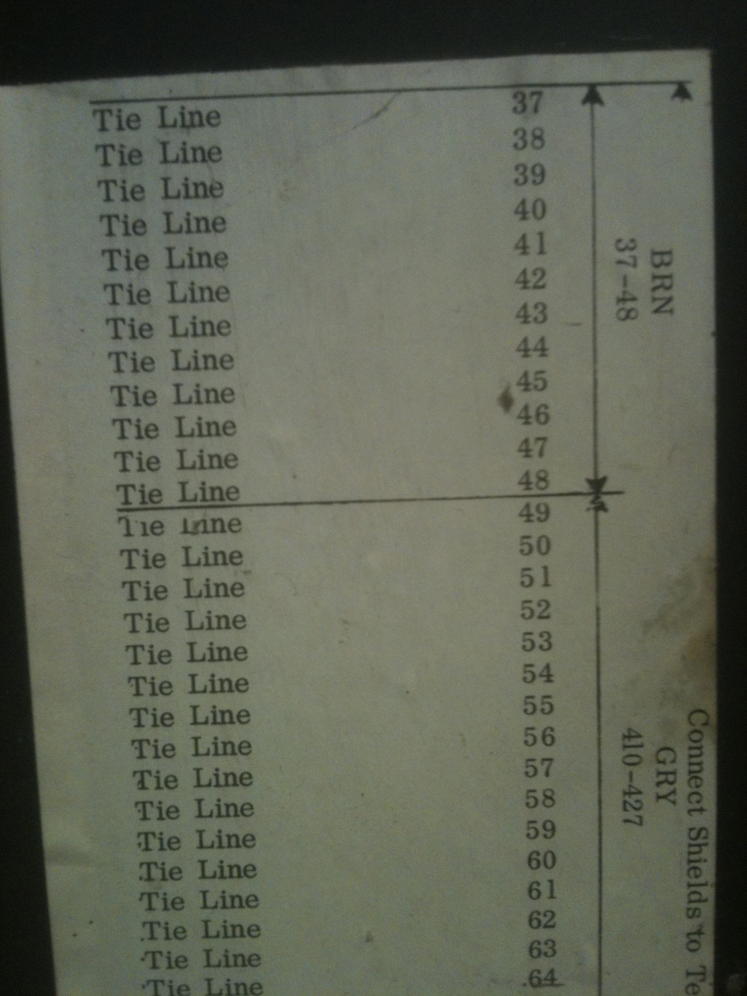 Tie Line 37
Tie Line 38
Tie Line 39
Tie Line 40
Tie Line 41
Tie Line 42
Tie Line 43
Tie Line 44
Tie Line 45
Tie Line 46
Tie Line 47
Tie Line 48
Tie Line 49
Tie Line 50
Tie Line 51
Tie Line 52
Tie Line 53
Tie Line 54
Tie Line 55
Tie Line 56
Tie Line 57
Tie Line 58
Tie Line 59
Tie Line 60
Tie Line 61
Tie Line 62
Tie Line 63
Tie Line 64
BRN
37-48
GRY
410-427
Connect Shields to Te